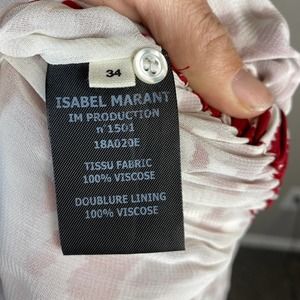 34
ISABEL MARANT
IM PRODUCTION
n°1501
18A020E
TISSU FABRIC
100% VISCOSE
DOUBLURE LINING
100% VISCOSE